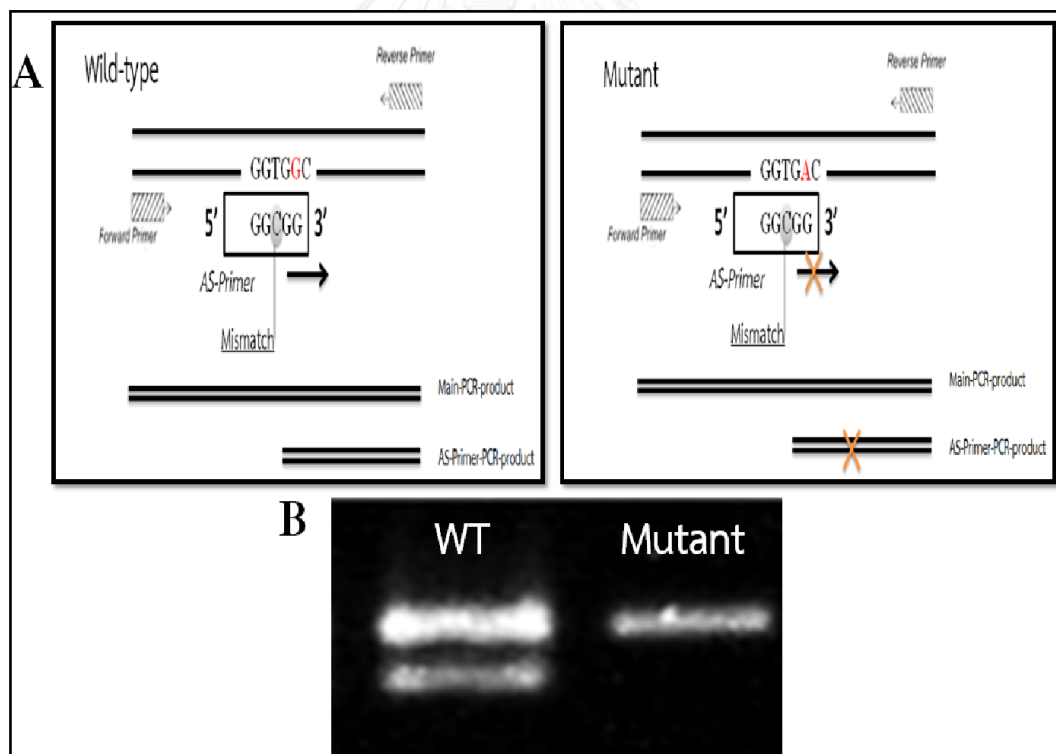 A
Wild-type
Reverse Primer
GGTGGC
5'
GGCGG
3'
Forward Primer
AS-Primer
Mismatch
Main-PCR-product
AS-Primer-PCR-product
Mutant
Reverse Primer
GGTGAC
5'
GGCGG
3'
Forward Primer
AS-Primer
Mismatch
Main-PCR-product
AS-Primer-PCR-product
B
WT
Mutant